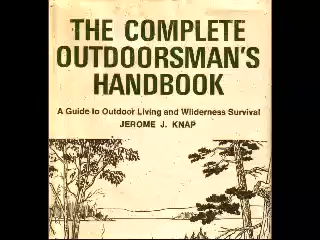 THE COMPLETE
OUTDOORSMAN'S
HANDBOOK
A Guide to Outdoor Living and Wilderness Survival
JEROME J. KNAP